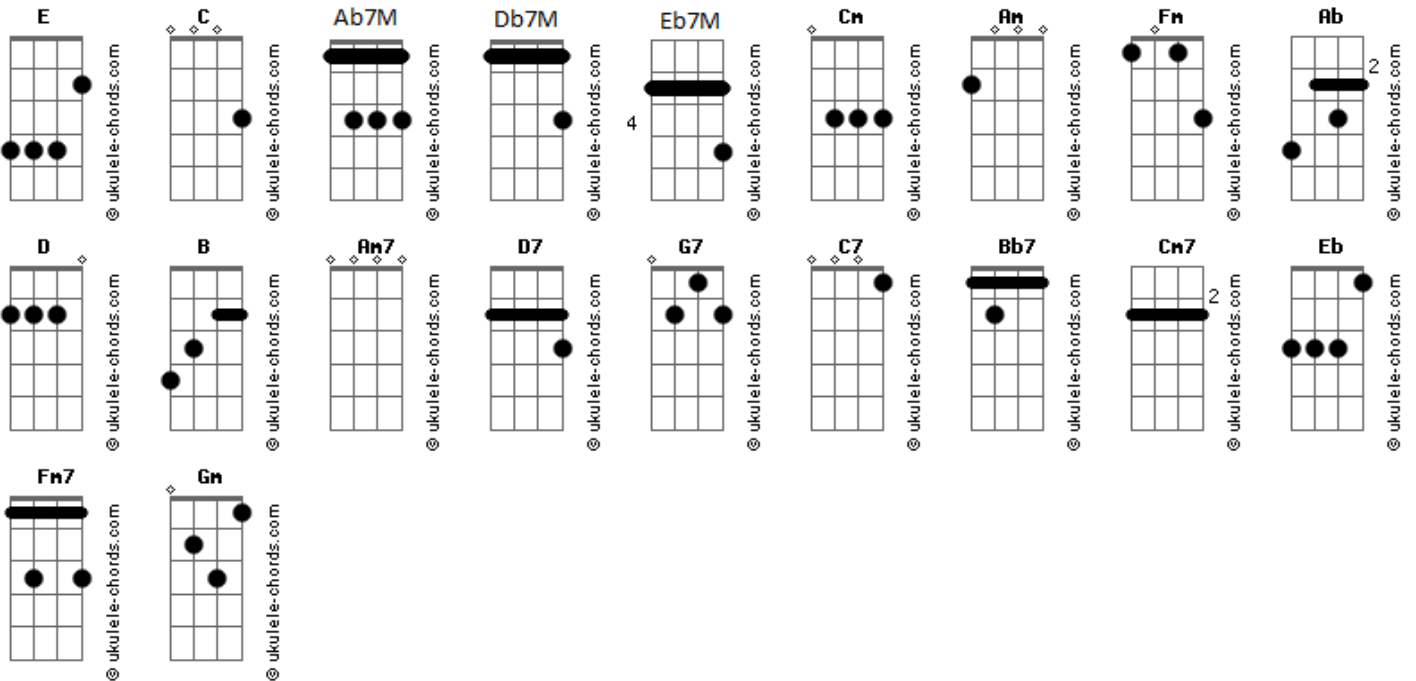 E C Ab7M Db7M Eb7M Cm Am Fm Ab
© ukulele-chords.com © ukulele-chords.com © ukulele-chords.com © ukulele-chords.com 4 © ukulele-chords.com © ukulele-chords.com © ukulele-chords.com © ukulele-chords.com 2 © ukulele-chords.com
D B Am7 D7 G7 C7 Bb7 Cm7 Eb
© ukulele-chords.com © ukulele-chords.com © ukulele-chords.com © ukulele-chords.com © ukulele-chords.com © ukulele-chords.com © ukulele-chords.com 2 © ukulele-chords.com © ukulele-chords.com
Fm7 Gm
© ukulele-chords.com © ukulele-chords.com